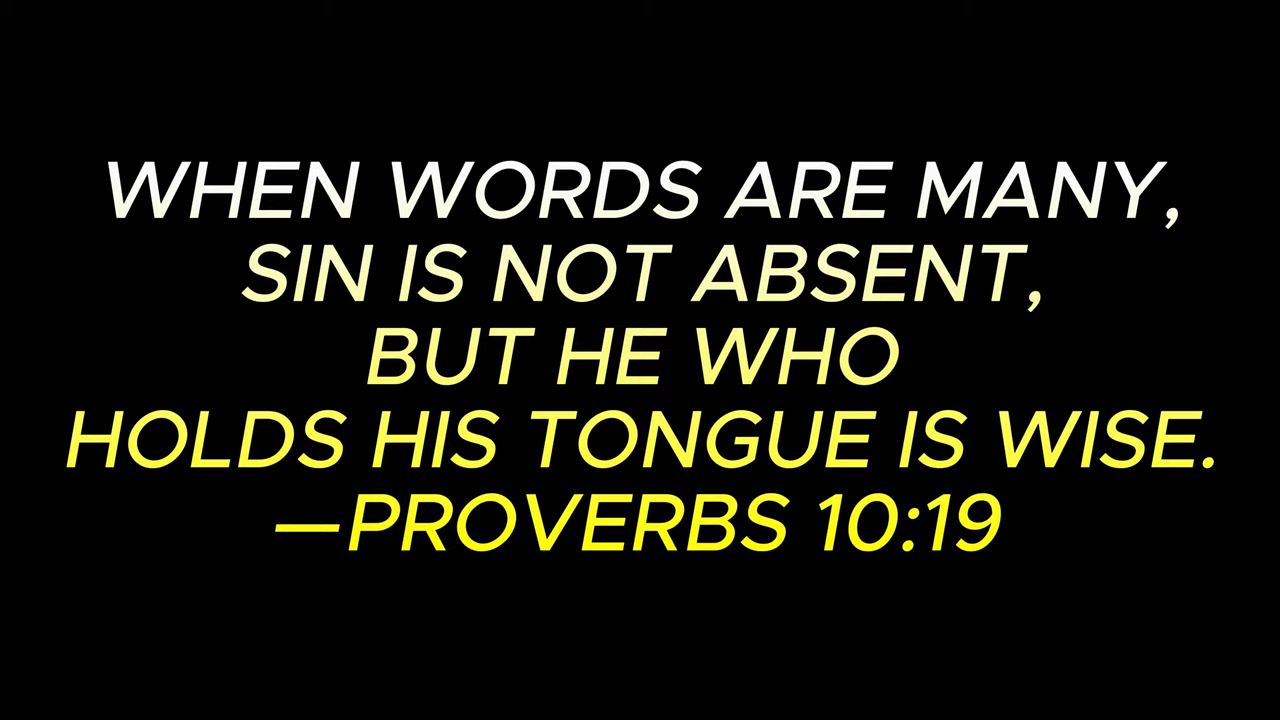 WHEN WORDS ARE MANY,
SIN IS NOT ABSENT,
BUT HE WHO
HOLDS HIS TONGUE IS WISE.
—PROVERBS 10:19